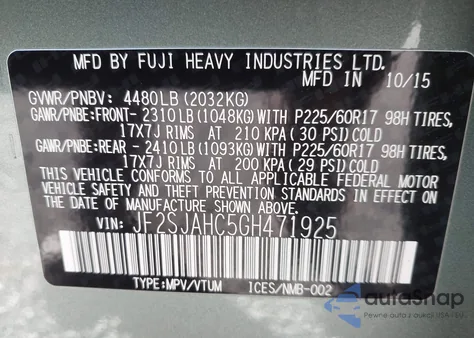 MFD BY FUJI HEAVY INDUSTRIES LTD.
MFD.IN 10/15
GVWR/PNBV: 4480LB(2032KG)
GAWR/PNBE:FRONT- 2310LB(1048KG)WITH P225/60R17 98H TIRES,
17X7J RIMS AT 210 KPA( 30 PSI)COLD
GAWR/PNBE:REAR - 2410LB(1093KG)WITH P225/60R17 98H TIRES,
17X7J RIMS AT 200 KPA( 29 PSI)COLD
THIS VEHICLE CONFORMS TO ALL APPLICABLE FEDERAL MOTOR
VEHICLE SAFETY AND THEFT PREVENTION STANDARDS IN EFFECT ON
THE DATE OF MANUFACTURE SHOWN ABOVE.
VIN: JF2SJAHC5GH471925
TYPE:MPV/VTUM ICES/NMB-002
autoSnap